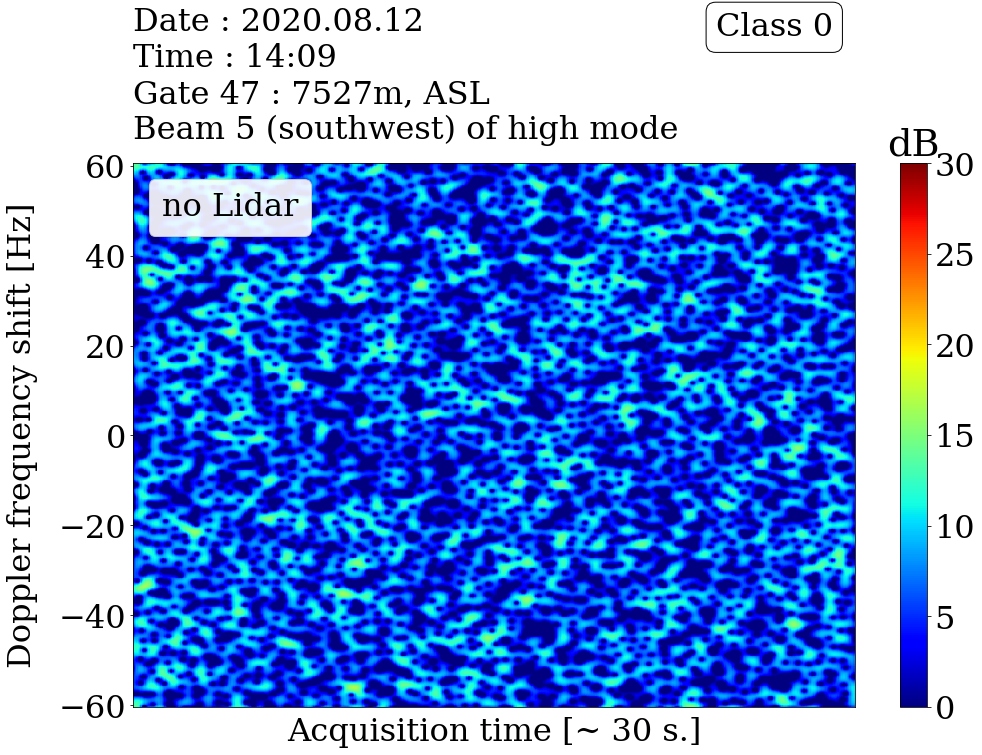 Date : 2020.08.12
Time : 14:09
Gate 47 : 7527m, ASL
Beam 5 (southwest) of high mode
Class 0
dB
no Lidar
Doppler frequency shift [Hz]
60
40
20
0
−20
−40
−60
Acquisition time [~ 30 s.]
30
25
20
15
10
5
0